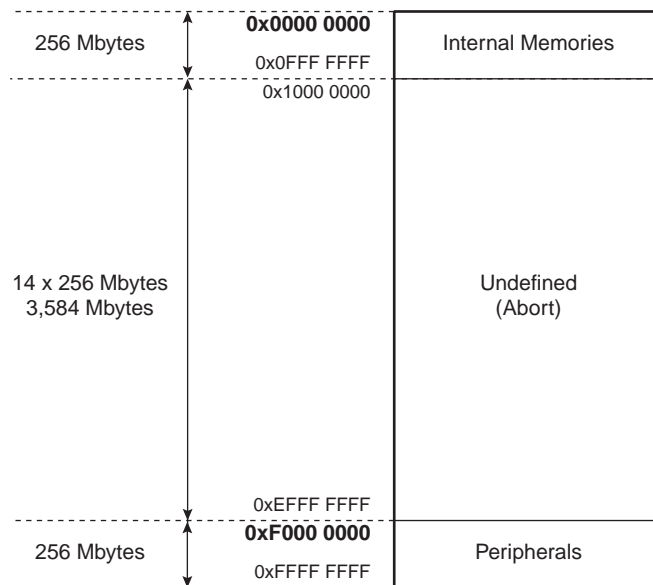 0x0000 0000
256 Mbytes
Internal Memories
0x0FFF FFFF
0x1000 0000
14 x 256 Mbytes
3,584 Mbytes
Undefined
(Abort)
0xEFFF FFFF
0xF000 0000
256 Mbytes
Peripherals
0xFFFF FFFF